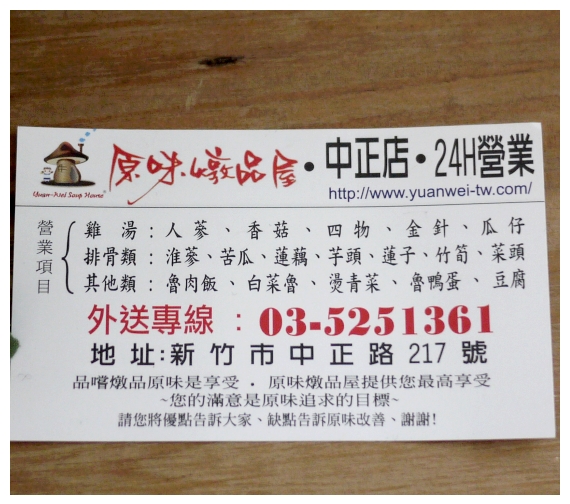 原味燉品屋・中正店・24H營業
Yuan-Wei Soup House
http://www.yuanwei-tw.com/
營業項目
雞湯：人蔘、香菇、四物、金針、瓜仔
排骨類：淮蔘、苦瓜、蓮藕、芋頭、蓮子、竹筍、菜頭
其他類：魯肉飯、白菜魯、燙青菜、魯鴨蛋、豆腐
外送專線：03-5251361
地址:新竹市中正路 217 號
品嚐燉品原味是享受・原味燉品屋提供您最高享受
~您的滿意是原味追求的目標~
請您將優點告訴大家、缺點告訴原味改善、謝謝!